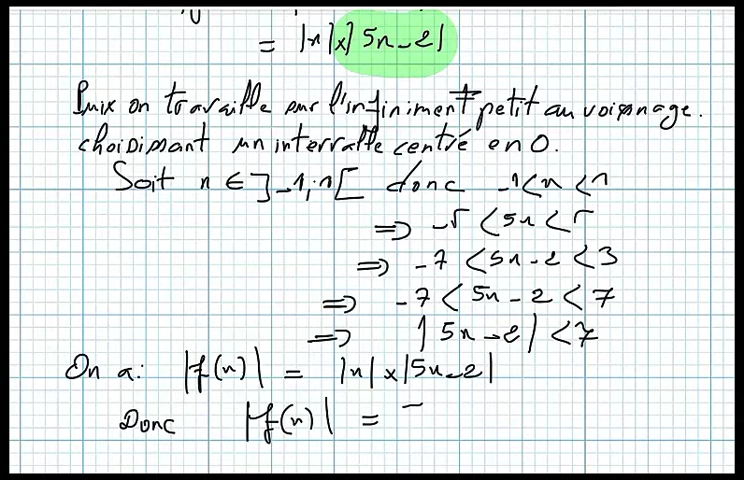 = |x|x|5x-2|
Puix on travaille sur l'infiniment petit au voisinage.
choisissant un intervalle centré en 0.
Soit x ∈ ]-1;1[ donc -1<x<1
=> -5<5x<5
=> -7<5x-2<3
=> -7<5x-2<7
=> |5x-2|<7
On a: |f(x)| = |x|x|5x-2|
Donc |f(x)| =